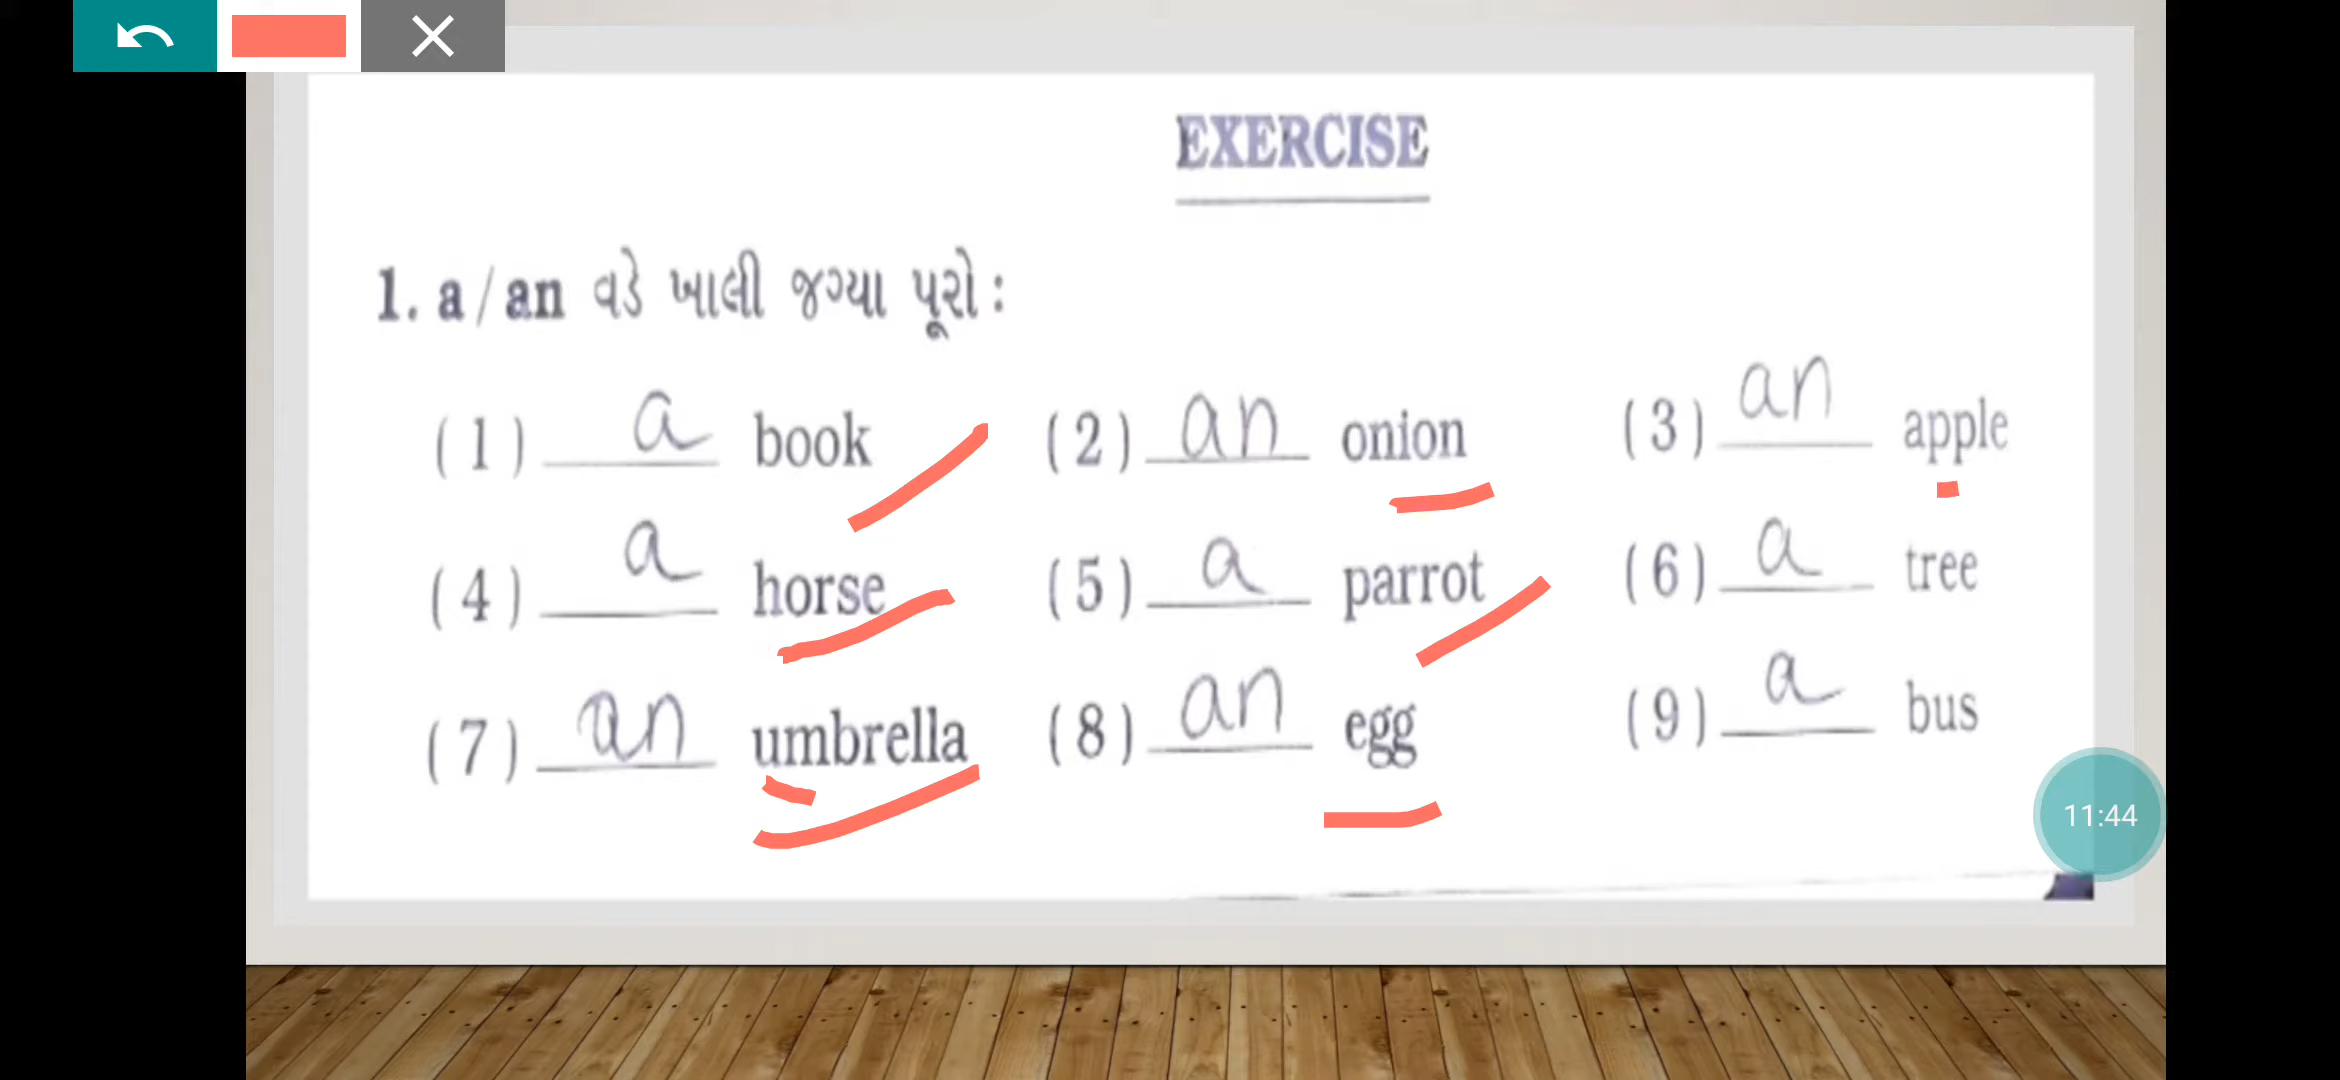 EXERCISE
1. a / an વડે ખાલી જગ્યા પૂરો :
(1) a book (2) an onion (3) an apple
(4) a horse (5) a parrot (6) a tree
(7) an umbrella (8) an egg (9) a bus
11:44